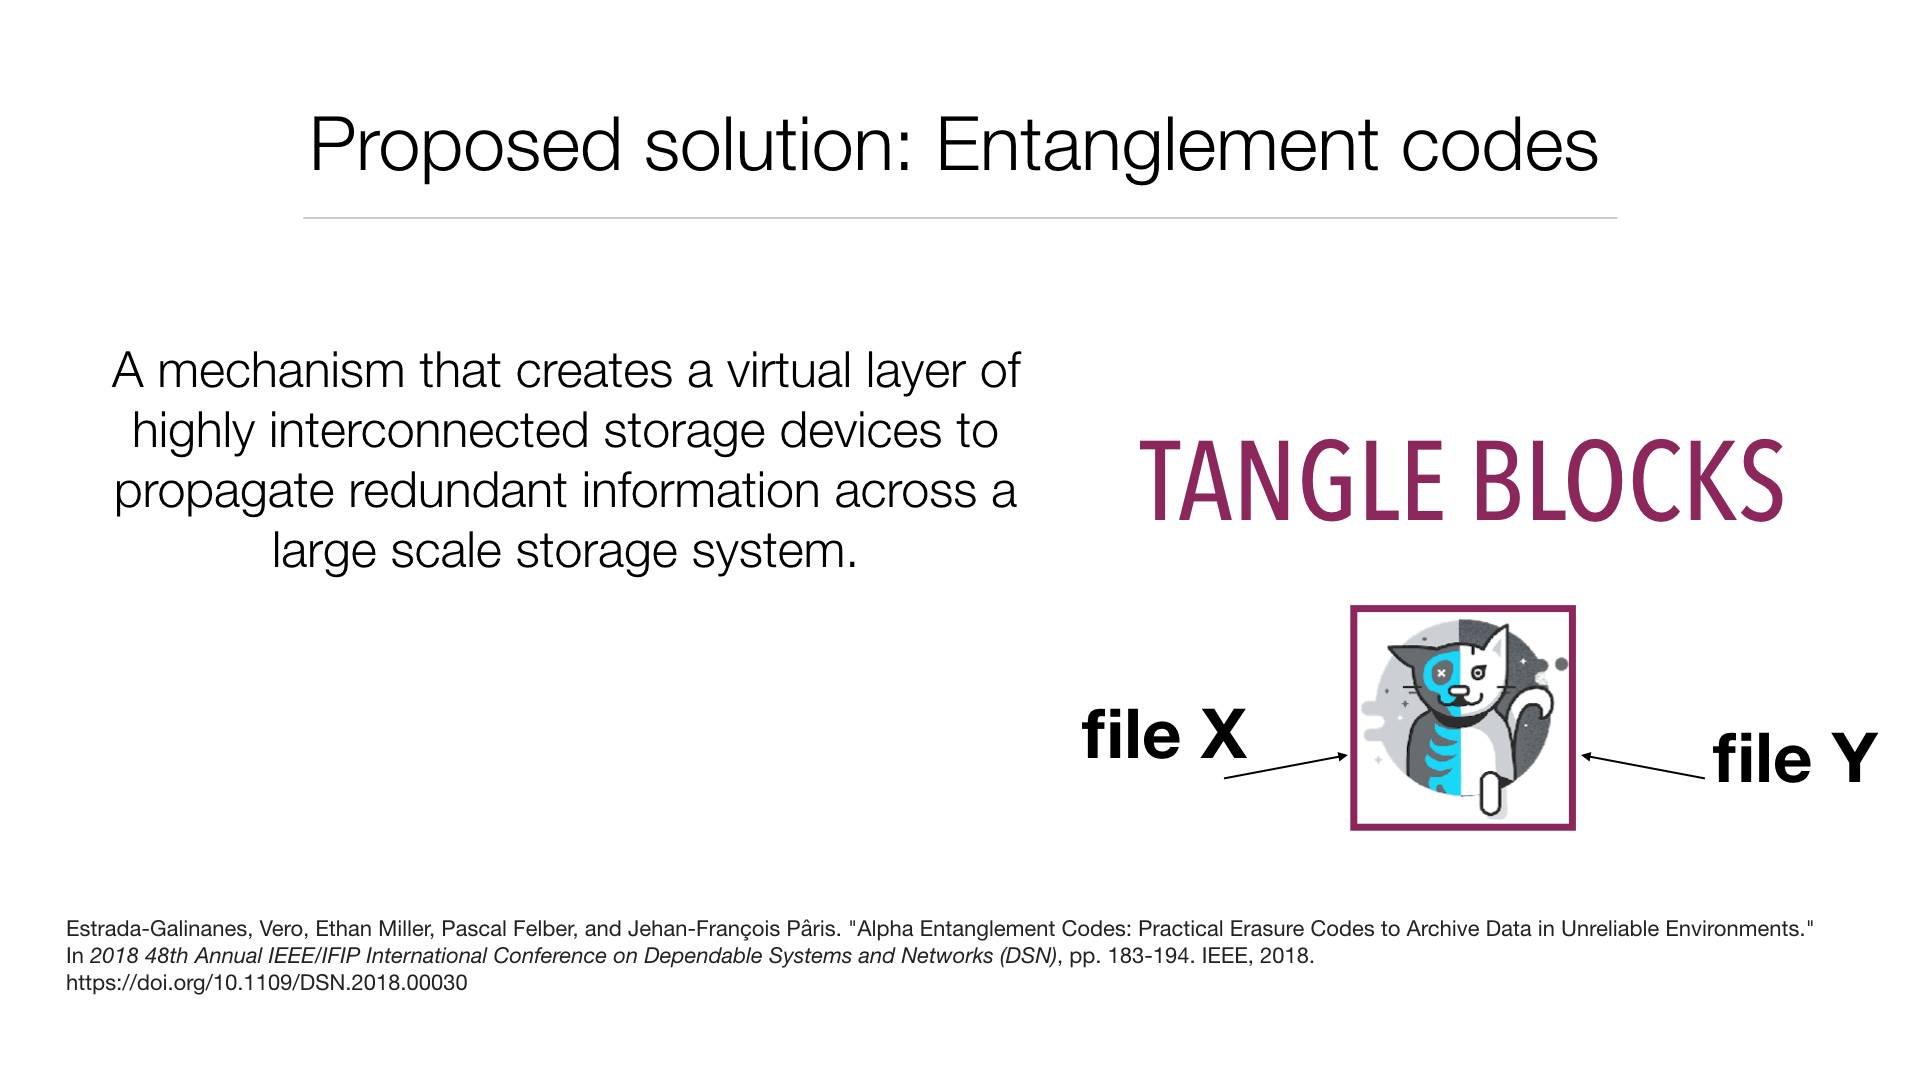 Proposed solution: Entanglement codes
A mechanism that creates a virtual layer of
highly interconnected storage devices to
propagate redundant information across a
large scale storage system.
TANGLE BLOCKS
file X
file Y
Estrada-Galinanes, Vero, Ethan Miller, Pascal Felber, and Jehan-François Pâris. "Alpha Entanglement Codes: Practical Erasure Codes to Archive Data in Unreliable Environments."
In 2018 48th Annual IEEE/IFIP International Conference on Dependable Systems and Networks (DSN), pp. 183-194. IEEE, 2018.
https://doi.org/10.1109/DSN.2018.00030